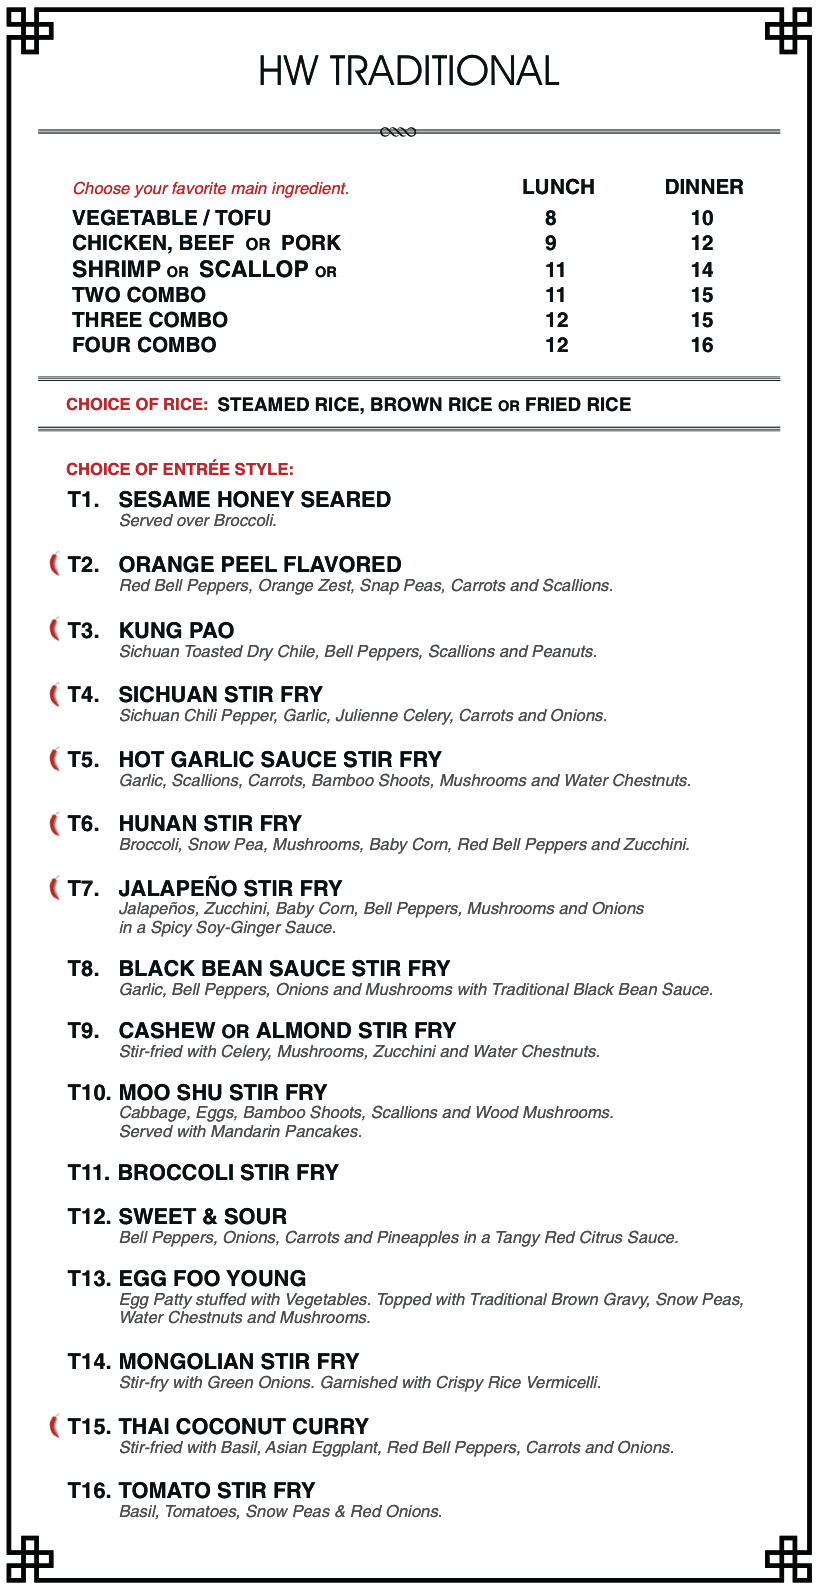 HW TRADITIONAL
Choose your favorite main ingredient. LUNCH DINNER
VEGETABLE / TOFU 8 10
CHICKEN, BEEF OR PORK 9 12
SHRIMP OR SCALLOP OR 11 14
TWO COMBO 11 15
THREE COMBO 12 15
FOUR COMBO 12 16
CHOICE OF RICE: STEAMED RICE, BROWN RICE OR FRIED RICE
CHOICE OF ENTRÉE STYLE:
T1. SESAME HONEY SEARED
Served over Broccoli.
T2. ORANGE PEEL FLAVORED
Red Bell Peppers, Orange Zest, Snap Peas, Carrots and Scallions.
T3. KUNG PAO
Sichuan Toasted Dry Chile, Bell Peppers, Scallions and Peanuts.
T4. SICHUAN STIR FRY
Sichuan Chili Pepper, Garlic, Julienne Celery, Carrots and Onions.
T5. HOT GARLIC SAUCE STIR FRY
Garlic, Scallions, Carrots, Bamboo Shoots, Mushrooms and Water Chestnuts.
T6. HUNAN STIR FRY
Broccoli, Snow Pea, Mushrooms, Baby Corn, Red Bell Peppers and Zucchini.
T7. JALAPEÑO STIR FRY
Jalapeños, Zucchini, Baby Corn, Bell Peppers, Mushrooms and Onions
in a Spicy Soy-Ginger Sauce.
T8. BLACK BEAN SAUCE STIR FRY
Garlic, Bell Peppers, Onions and Mushrooms with Traditional Black Bean Sauce.
T9. CASHEW OR ALMOND STIR FRY
Stir-fried with Celery, Mushrooms, Zucchini and Water Chestnuts.
T10. MOO SHU STIR FRY
Cabbage, Eggs, Bamboo Shoots, Scallions and Wood Mushrooms.
Served with Mandarin Pancakes.
T11. BROCCOLI STIR FRY
T12. SWEET & SOUR
Bell Peppers, Onions, Carrots and Pineapples in a Tangy Red Citrus Sauce.
T13. EGG FOO YOUNG
Egg Patty stuffed with Vegetables. Topped with Traditional Brown Gravy, Snow Peas,
Water Chestnuts and Mushrooms.
T14. MONGOLIAN STIR FRY
Stir-fry with Green Onions. Garnished with Crispy Rice Vermicelli.
T15. THAI COCONUT CURRY
Stir-fried with Basil, Asian Eggplant, Red Bell Peppers, Carrots and Onions.
T16. TOMATO STIR FRY
Basil, Tomatoes, Snow Peas & Red Onions.